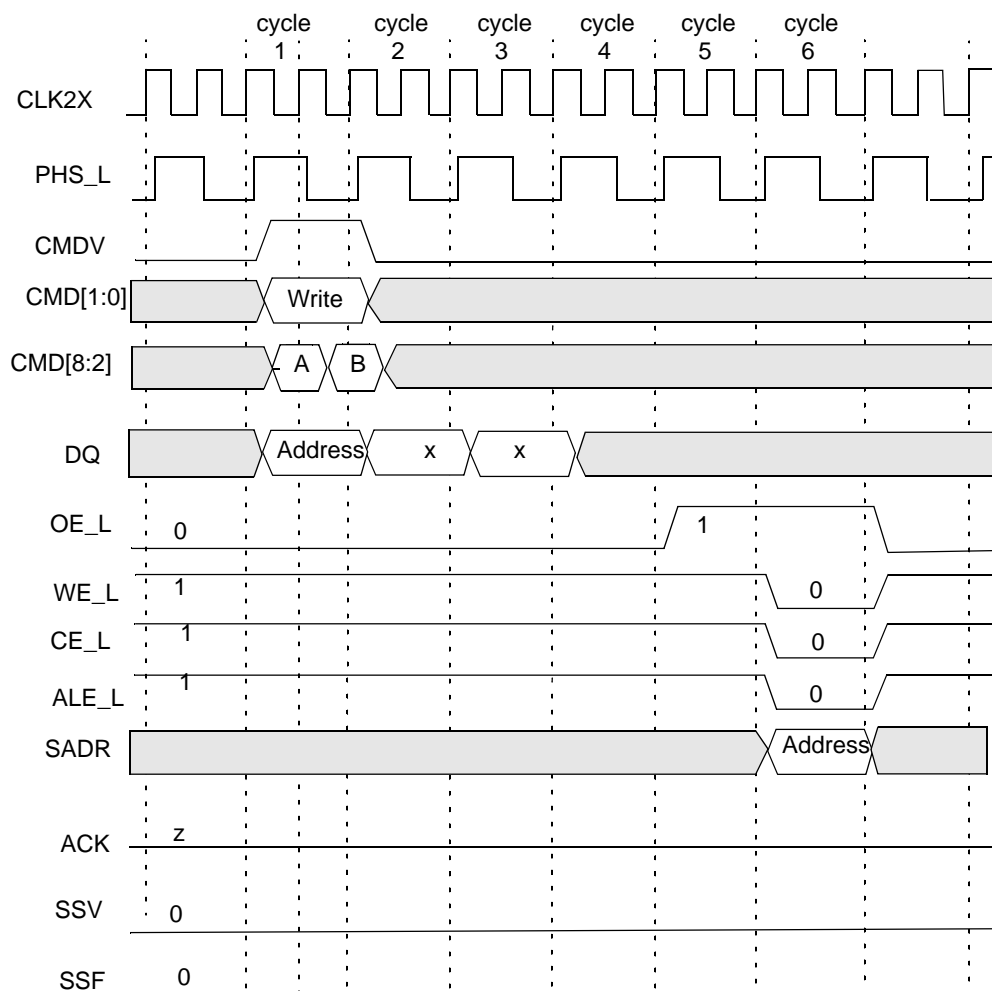 cycle cycle cycle cycle cycle cycle
1 2 3 4 5 6
CLK2X
PHS_L
CMDV
CMD[1:0] Write
CMD[8:2] A B
DQ Address x x
OE_L 0 1
WE_L 1 0
CE_L 1 0
ALE_L 1 0
SADR Address
ACK z
SSV 0
SSF 0